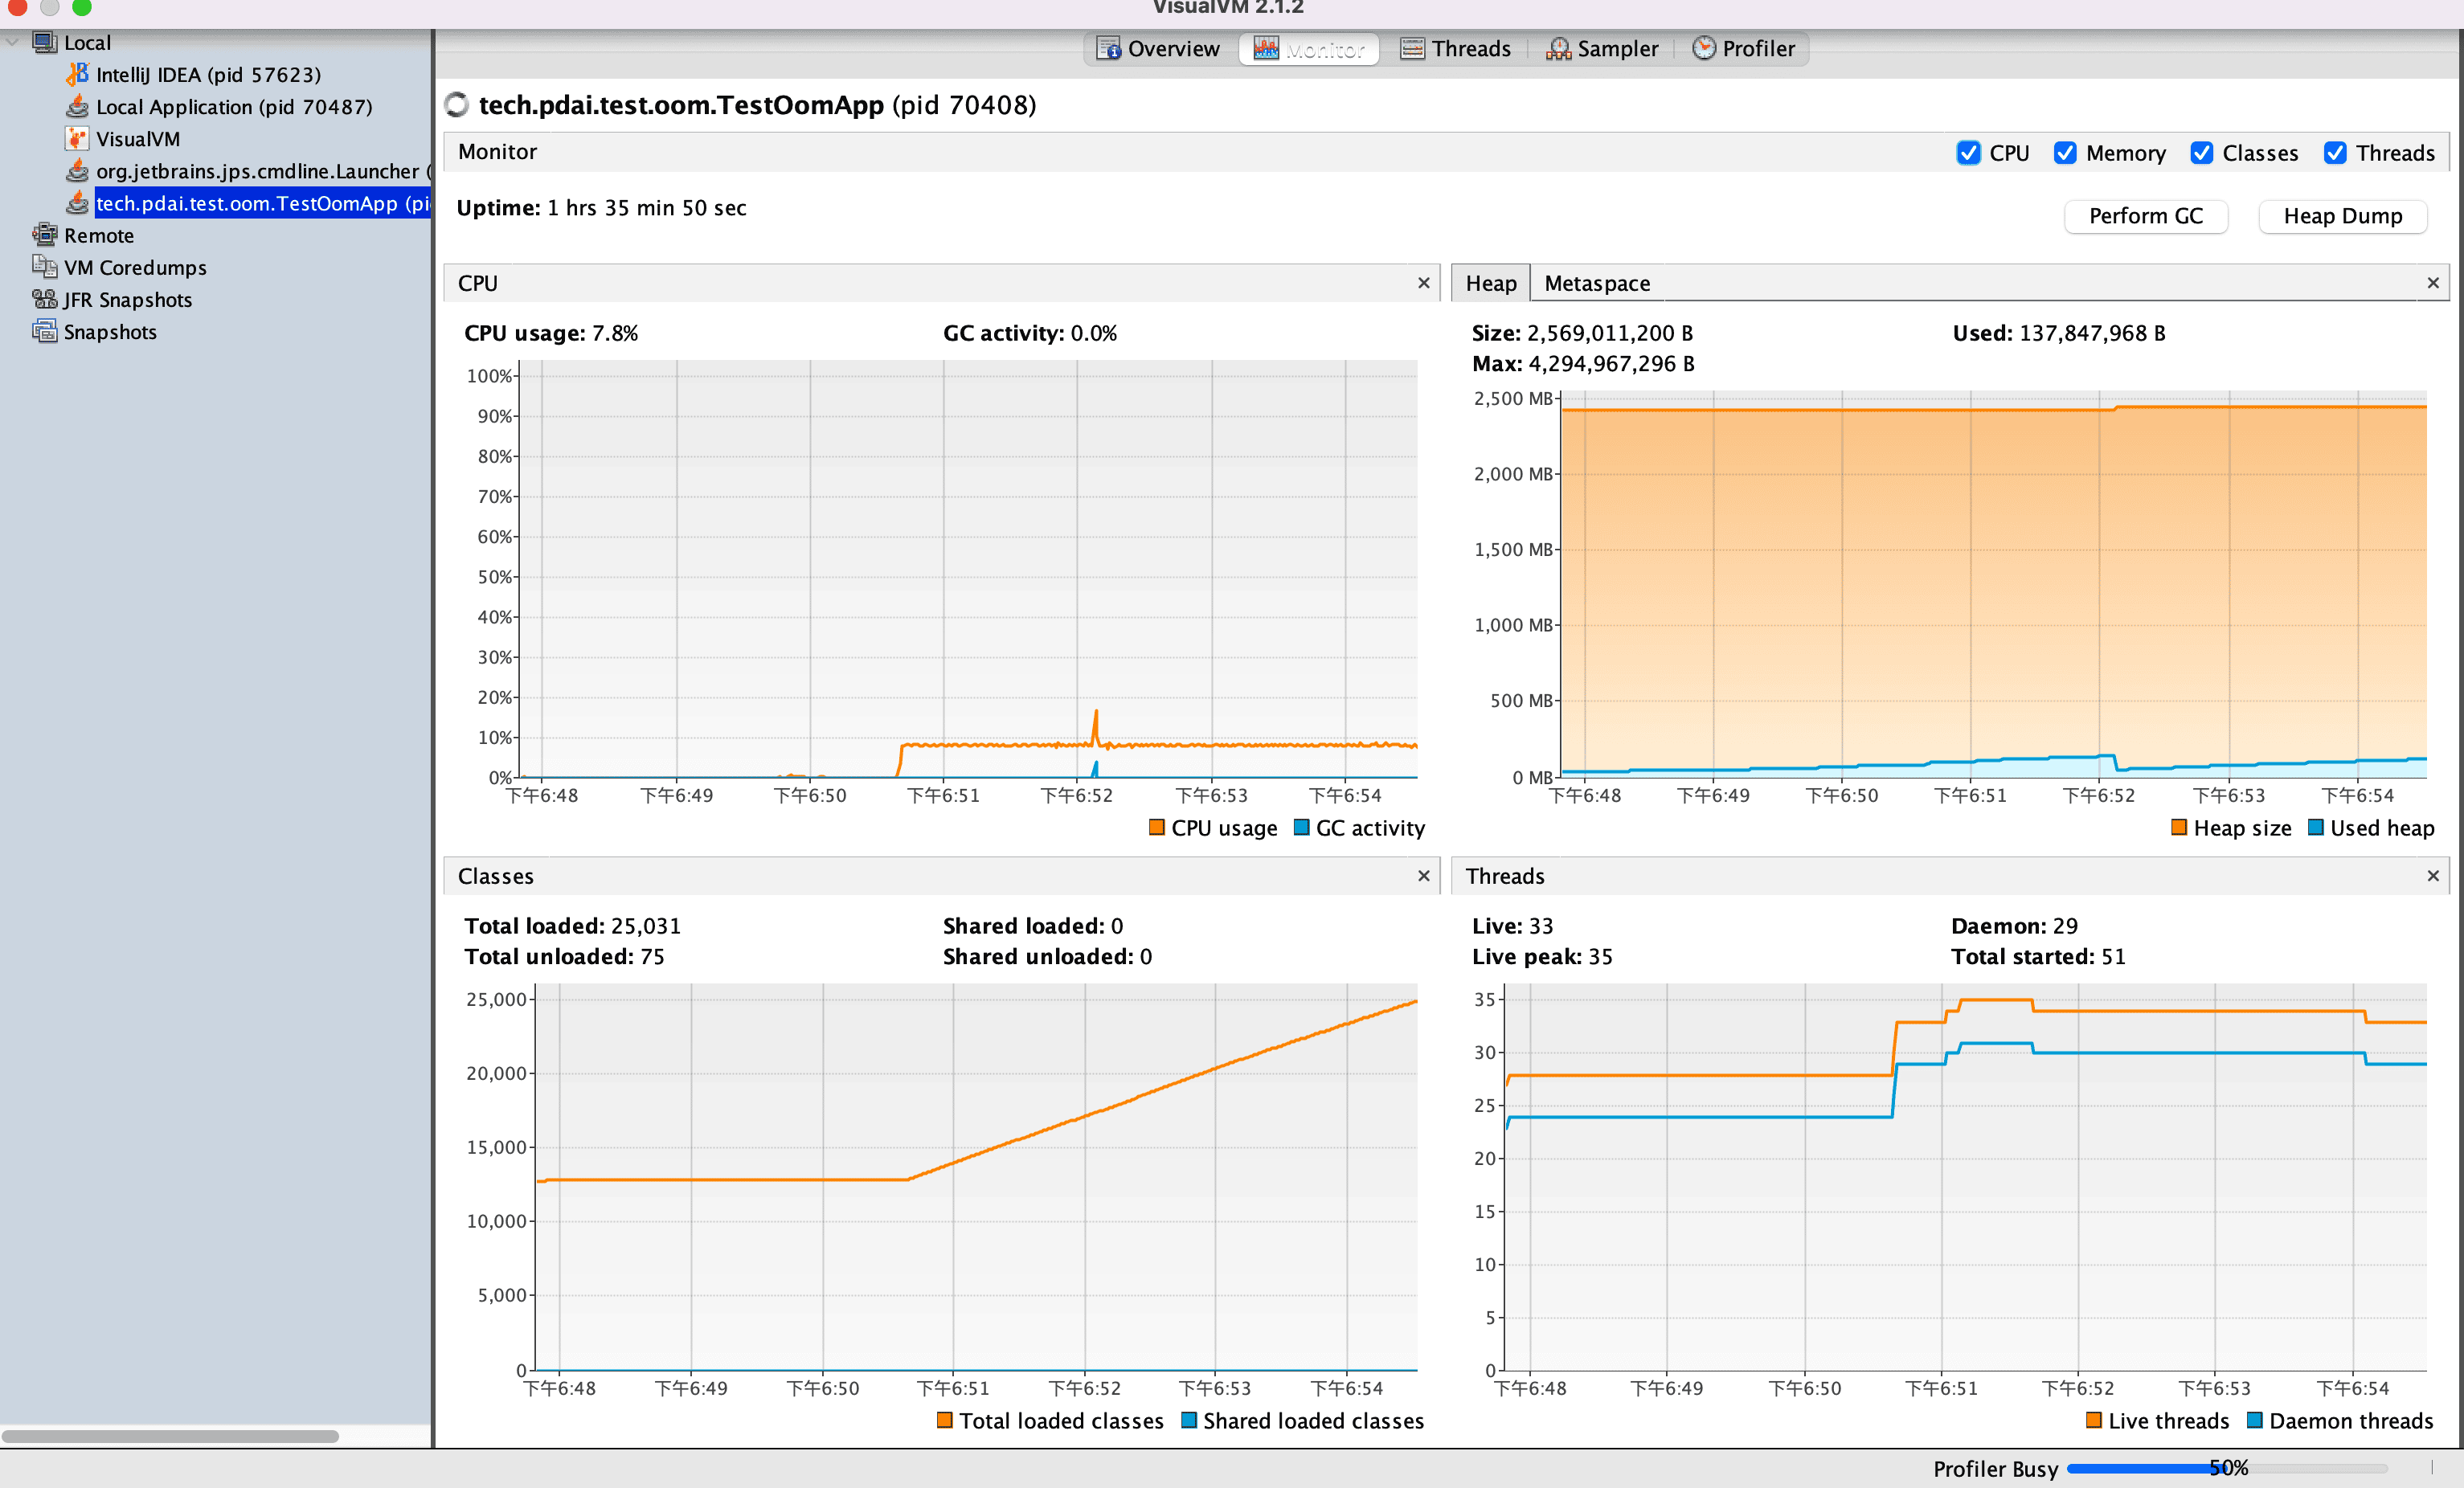 VisualVM 2.1.2
Local
IntelliJ IDEA (pid 57623)
Local Application (pid 70487)
VisualVM
org.jetbrains.jps.cmdline.Launcher (
tech.pdai.test.oom.TestOomApp (pi
Remote
VM Coredumps
JFR Snapshots
Snapshots
Overview Monitor Threads Sampler Profiler
tech.pdai.test.oom.TestOomApp (pid 70408)
Monitor
CPU Memory Classes Threads
Uptime: 1 hrs 35 min 50 sec
Perform GC Heap Dump
CPU
CPU usage: 7.8% GC activity: 0.0%
100%
90%
80%
70%
60%
50%
40%
30%
20%
10%
0%
下午6:48 下午6:49 下午6:50 下午6:51 下午6:52 下午6:53 下午6:54
CPU usage GC activity
Heap Metaspace
Size: 2,569,011,200 B Used: 137,847,968 B
Max: 4,294,967,296 B
2,500 MB
2,000 MB
1,500 MB
1,000 MB
500 MB
0 MB
下午6:48 下午6:49 下午6:50 下午6:51 下午6:52 下午6:53 下午6:54
Heap size Used heap
Classes
Total loaded: 25,031 Shared loaded: 0
Total unloaded: 75 Shared unloaded: 0
25,000
20,000
15,000
10,000
5,000
0
下午6:48 下午6:49 下午6:50 下午6:51 下午6:52 下午6:53 下午6:54
Total loaded classes Shared loaded classes
Threads
Live: 33 Daemon: 29
Live peak: 35 Total started: 51
35
30
25
20
15
10
5
0
下午6:48 下午6:49 下午6:50 下午6:51 下午6:52 下午6:53 下午6:54
Live threads Daemon threads
Profiler Busy 50%